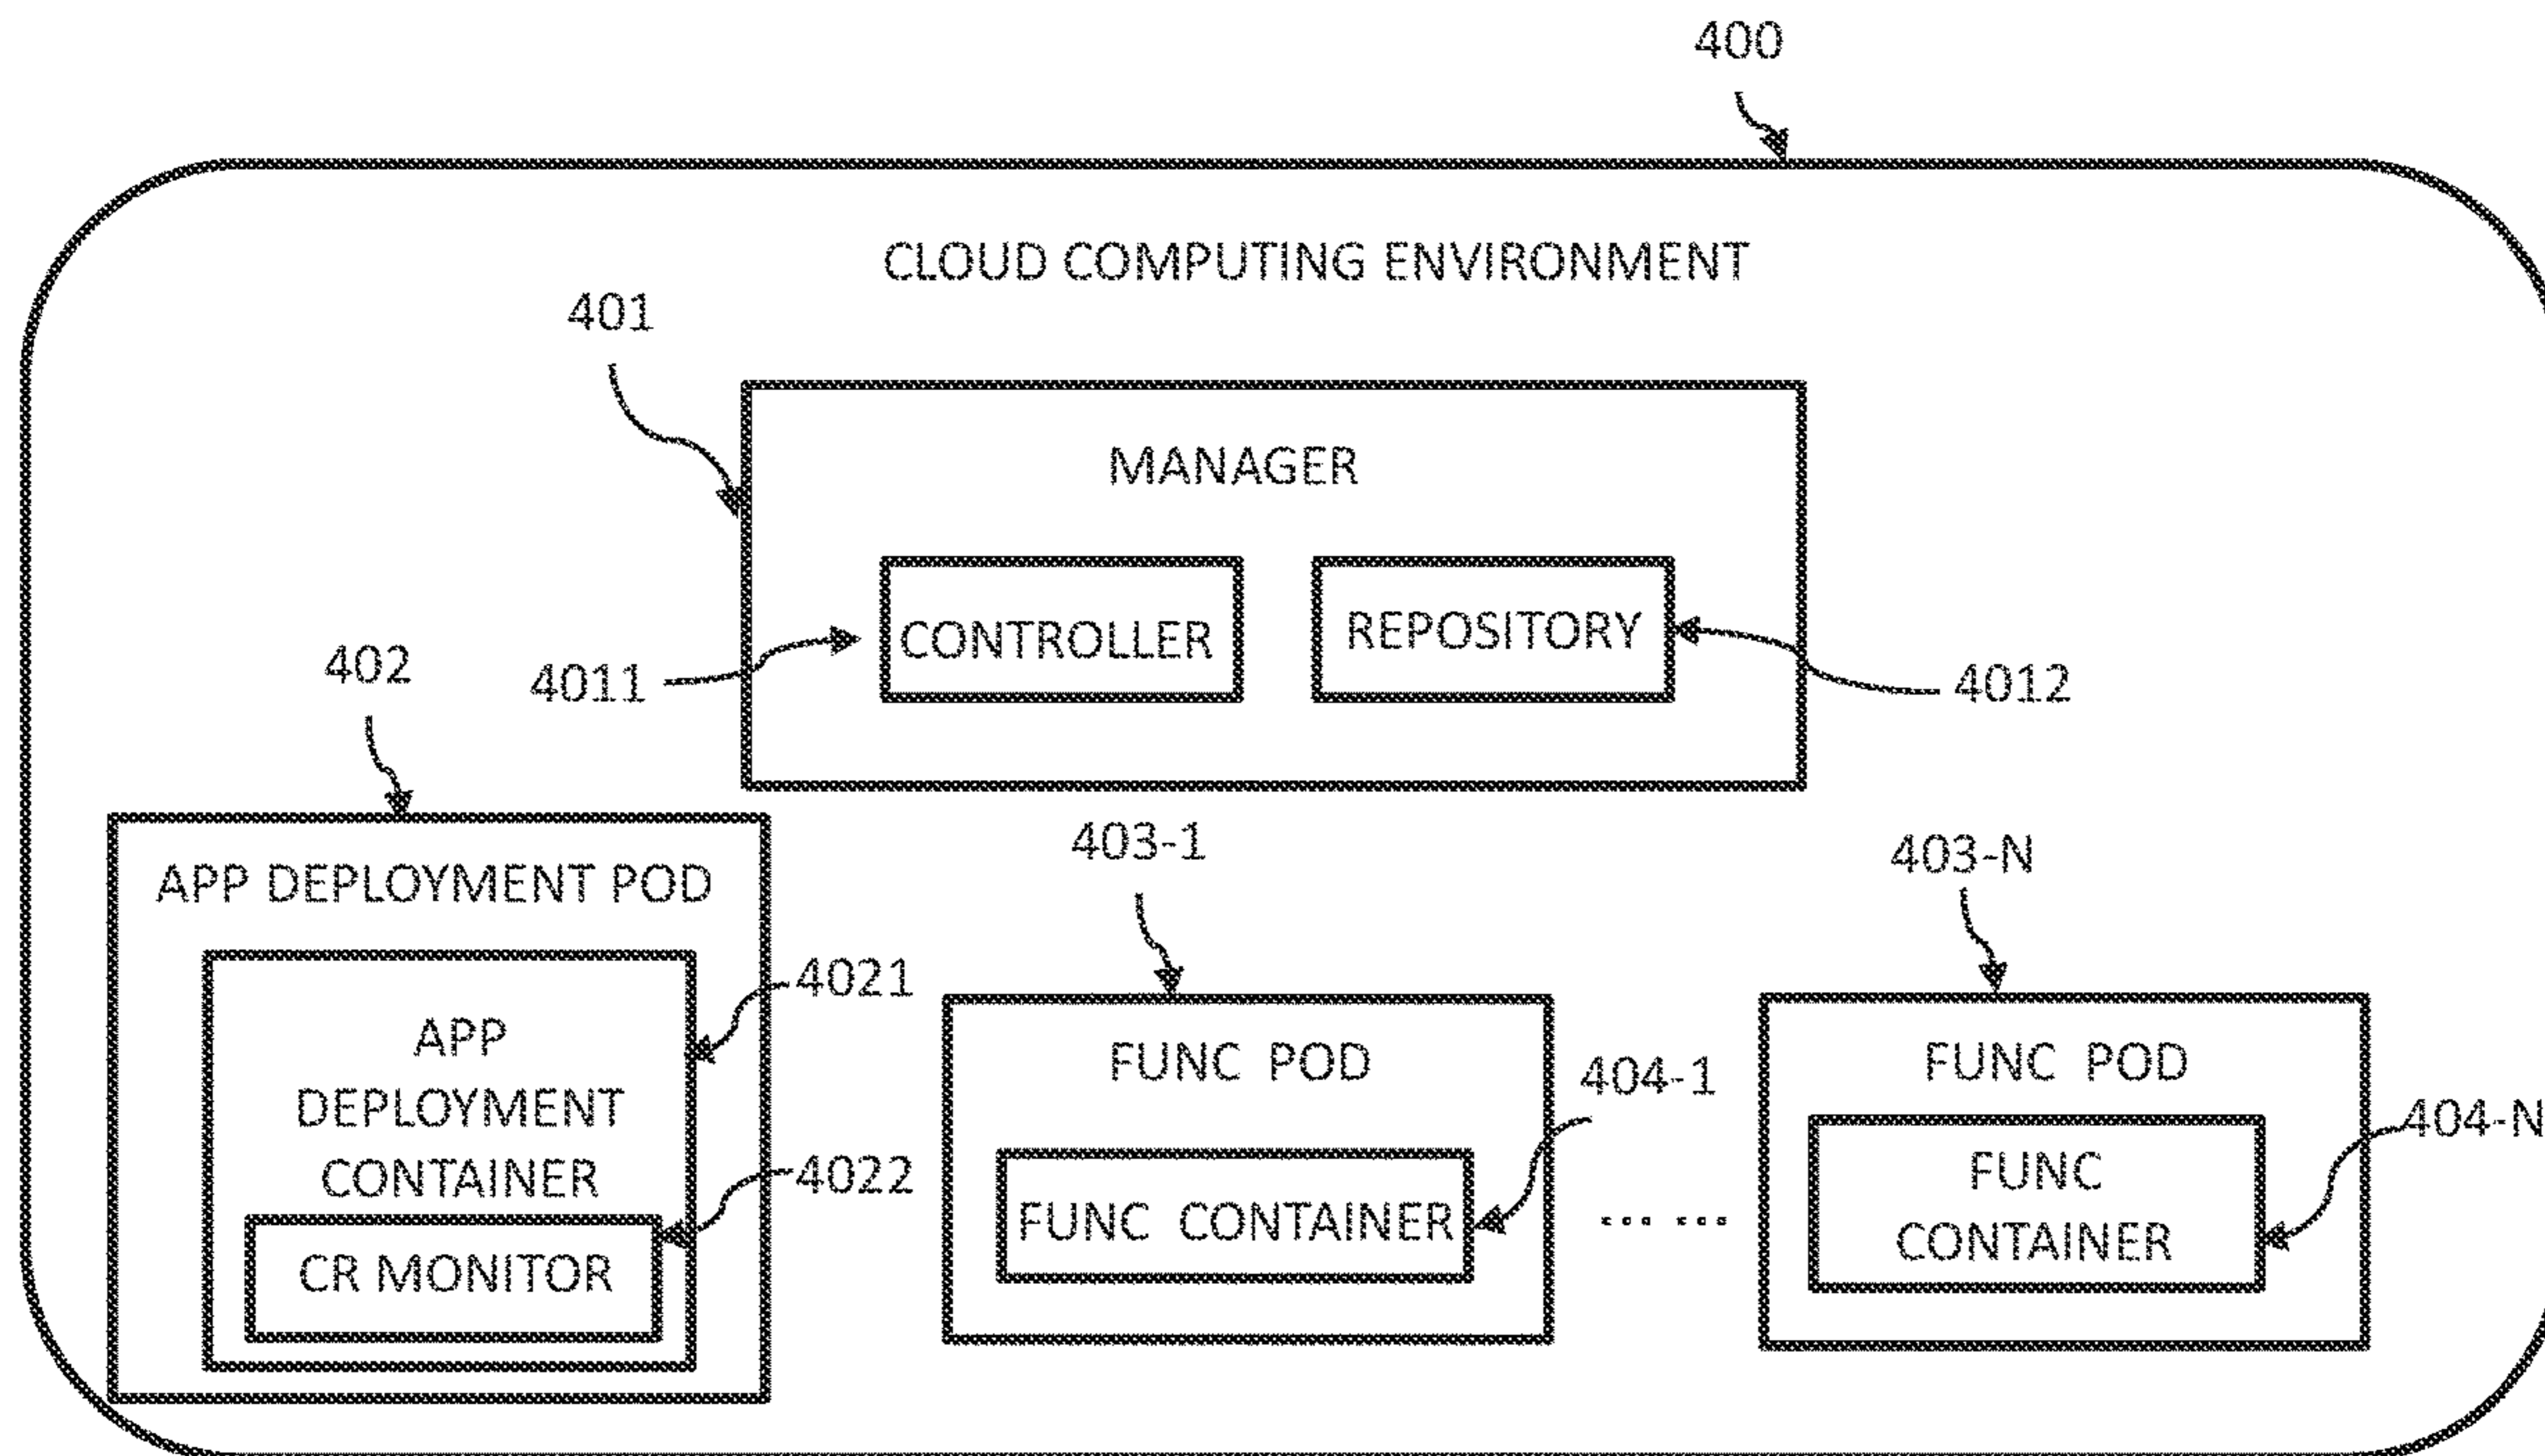 400
CLOUD COMPUTING ENVIRONMENT
401
MANAGER
CONTROLLER
REPOSITORY
4011
4012
402
403-1
403-N
APP DEPLOYMENT POD
4021
APP
DEPLOYMENT
CONTAINER
4022
CR MONITOR
FUNC POD
404-1
FUNC CONTAINER
... ...
FUNC POD
404-N
FUNC
CONTAINER